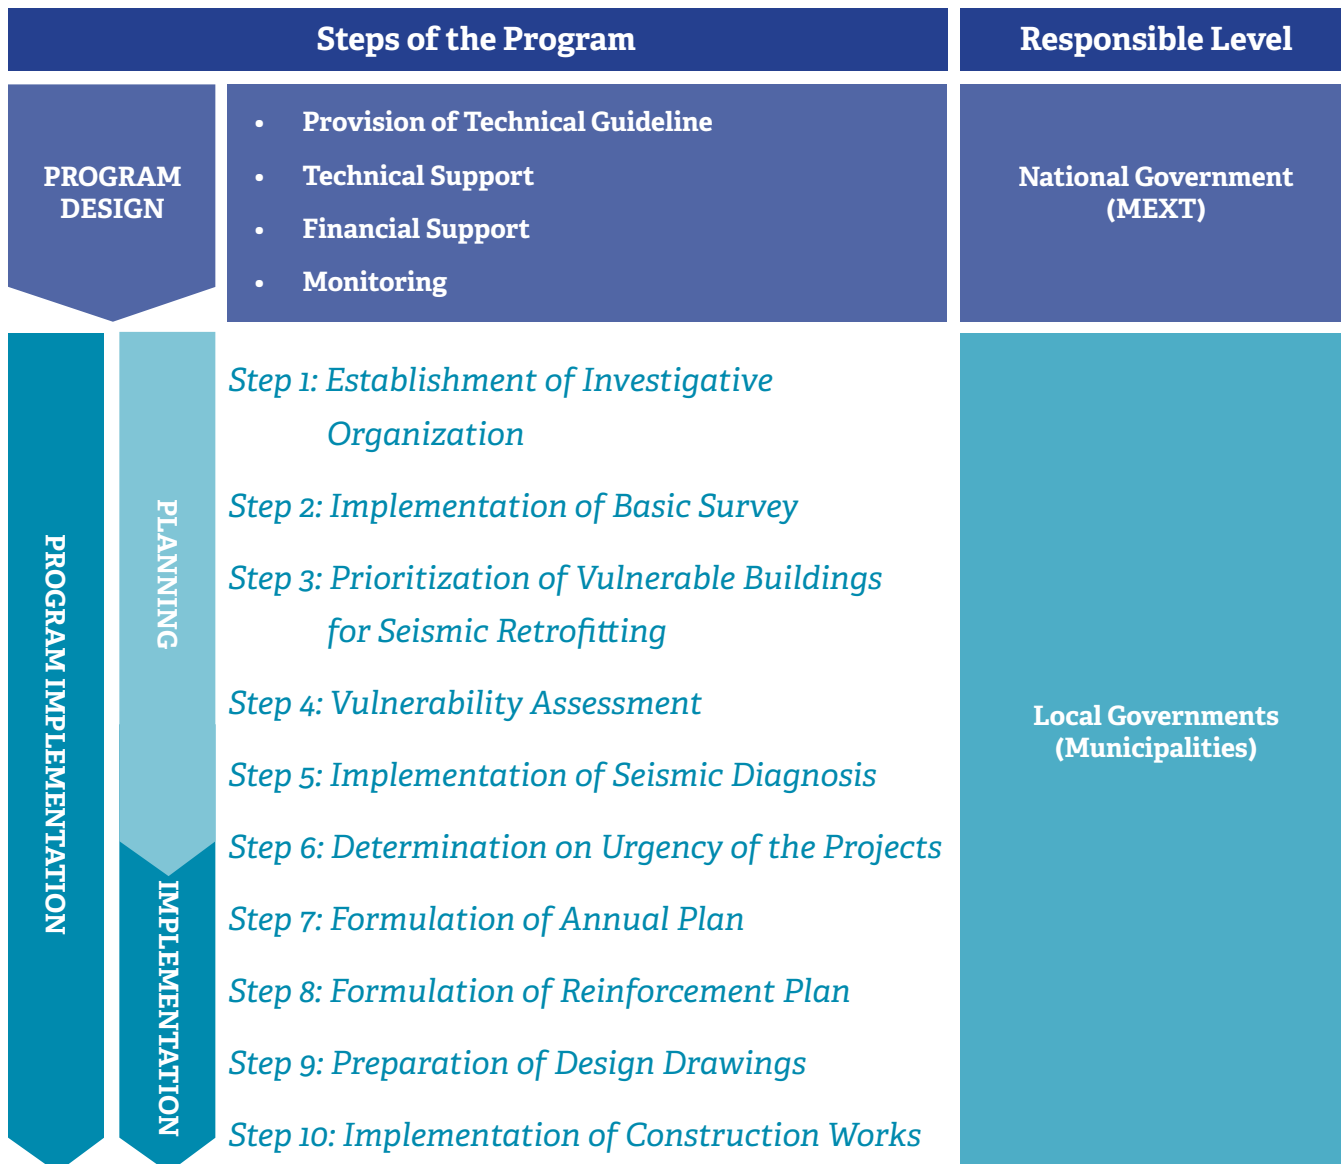 Steps of the Program
Responsible Level
PROGRAM
DESIGN
• Provision of Technical Guideline
• Technical Support
• Financial Support
• Monitoring
National Government
(MEXT)
PROGRAM IMPLEMENTATION
PLANNING
IMPLEMENTATION
Step 1: Establishment of Investigative
Organization
Step 2: Implementation of Basic Survey
Step 3: Prioritization of Vulnerable Buildings
for Seismic Retrofitting
Step 4: Vulnerability Assessment
Step 5: Implementation of Seismic Diagnosis
Step 6: Determination on Urgency of the Projects
Step 7: Formulation of Annual Plan
Step 8: Formulation of Reinforcement Plan
Step 9: Preparation of Design Drawings
Step 10: Implementation of Construction Works
Local Governments
(Municipalities)